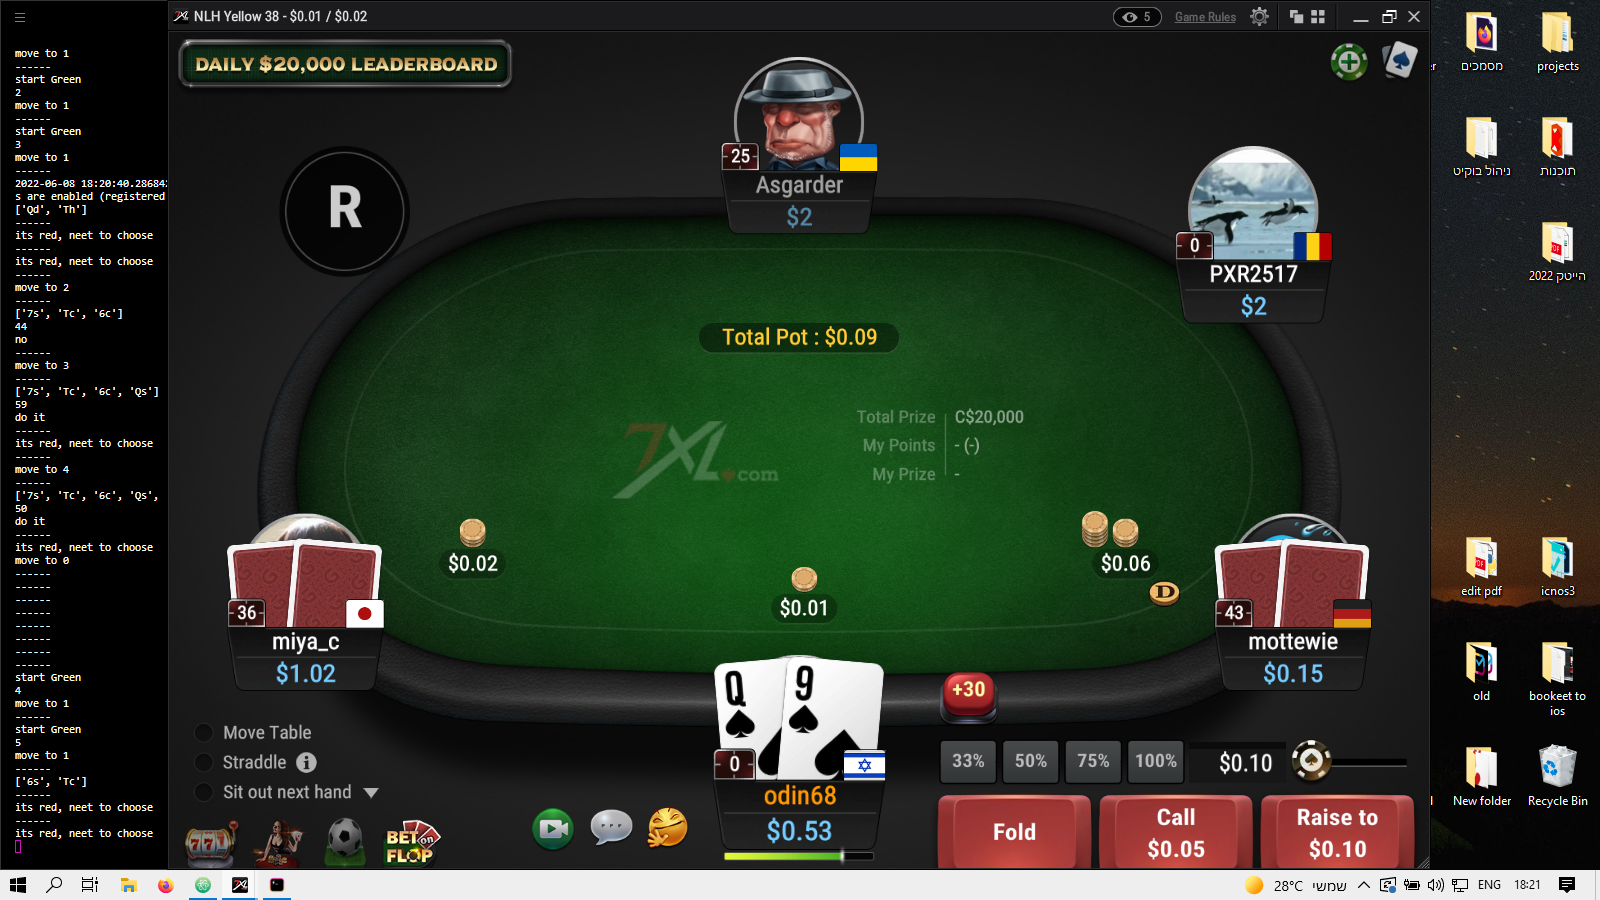 NLH Yellow 38 - $0.01 / $0.02
5
Game Rules
DAILY $20,000 LEADERBOARD
move to 1
------
start Green
2
move to 1
------
start Green
3
move to 1
------
2022-06-08 18:20:40.28684
s are enabled (registered
['Qd', 'Th']
------
its red, neet to choose
------
its red, neet to choose
------
move to 2
------
['7s', 'Tc', '6c']
44
no
------
move to 3
------
['7s', 'Tc', '6c', 'Qs']
59
do it
------
its red, neet to choose
------
move to 4
------
['7s', 'Tc', '6c', 'Qs',
50
do it
------
its red, neet to choose
move to 0
------
------
------
------
------
------
------
------
start Green
4
move to 1
------
start Green
5
move to 1
------
['6s', 'Tc']
------
its red, neet to choose
------
its red, neet to choose
R
25
Asgarder
$2
0
PXR2517
$2
Total Pot : $0.09
Total Prize C$20,000
My Points - (-)
My Prize -
7XL.com
$0.02
$0.01
$0.06
D
36
miya_c
$1.02
43
mottewie
$0.15
Q 9
0
odin68
$0.53
+30
Move Table
Straddle i
Sit out next hand
777
BET on FLOP
33% 50% 75% 100% $0.10
Fold
Call
$0.05
Raise to
$0.10
er
מסמכים
projects
ניהול בוקיט
תוכנות
הייטק 2022
edit pdf
icnos3
old
bookeet to
ios
New folder
Recycle Bin
28°C שמשי
ENG
18:21